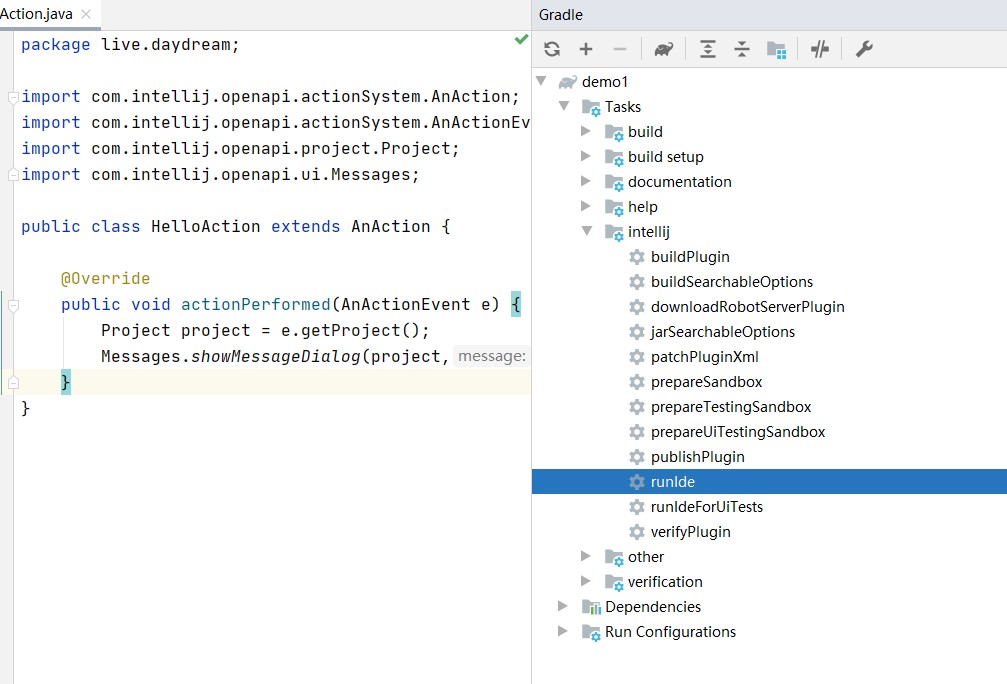 Action.java
package live.daydream;
import com.intellij.openapi.actionSystem.AnAction;
import com.intellij.openapi.actionSystem.AnActionEv
import com.intellij.openapi.project.Project;
import com.intellij.openapi.ui.Messages;
public class HelloAction extends AnAction {
@Override
public void actionPerformed(AnActionEvent e) {
Project project = e.getProject();
Messages.showMessageDialog(project, message:
}
}
Gradle
demo1
Tasks
build
build setup
documentation
help
intellij
buildPlugin
buildSearchableOptions
downloadRobotServerPlugin
jarSearchableOptions
patchPluginXml
prepareSandbox
prepareTestingSandbox
prepareUiTestingSandbox
publishPlugin
runIde
runIdeForUiTests
verifyPlugin
other
verification
Dependencies
Run Configurations